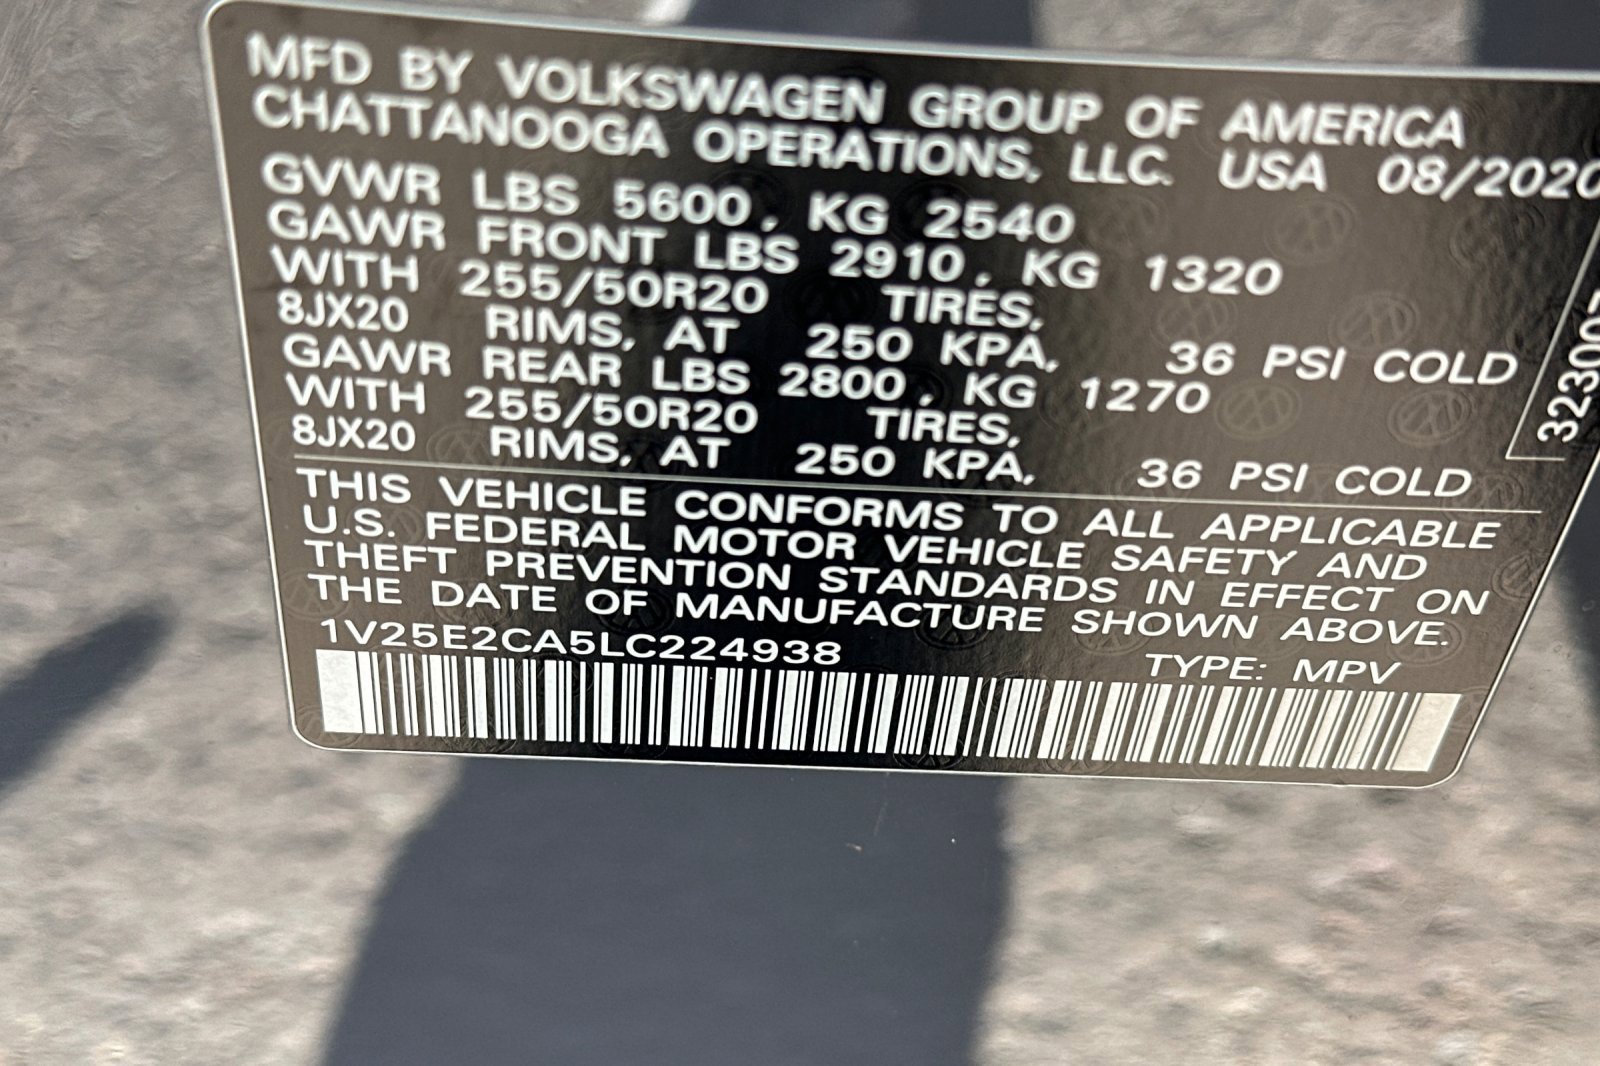 MFD BY VOLKSWAGEN GROUP OF AMERICA
CHATTANOOGA OPERATIONS, LLC. USA 08/2020
GVWR LBS 5600, KG 2540
GAWR FRONT LBS 2910, KG 1320
WITH 255/50R20 TIRES,
8JX20 RIMS, AT 250 KPA, 36 PSI COLD
GAWR REAR LBS 2800, KG 1270
WITH 255/50R20 TIRES,
8JX20 RIMS, AT 250 KPA, 36 PSI COLD
THIS VEHICLE CONFORMS TO ALL APPLICABLE
U.S. FEDERAL MOTOR VEHICLE SAFETY AND
THEFT PREVENTION STANDARDS IN EFFECT ON
THE DATE OF MANUFACTURE SHOWN ABOVE.
1V25E2CA5LC224938 TYPE: MPV